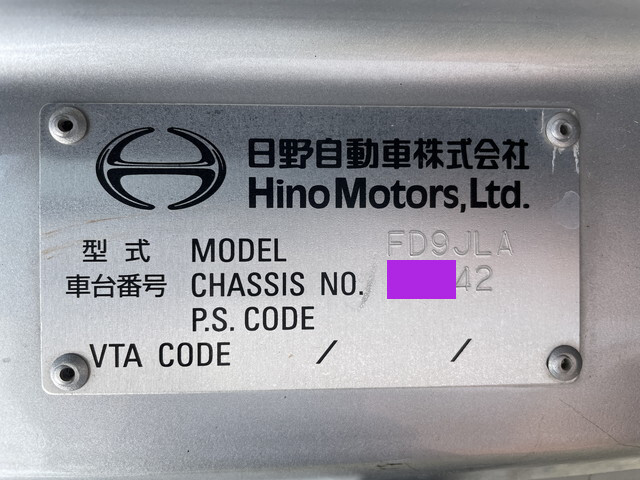 日野自動車株式会社
Hino Motors, Ltd.
型式 MODEL FD9JLA
車台番号 CHASSIS NO. 42
P.S. CODE
VTA CODE / /